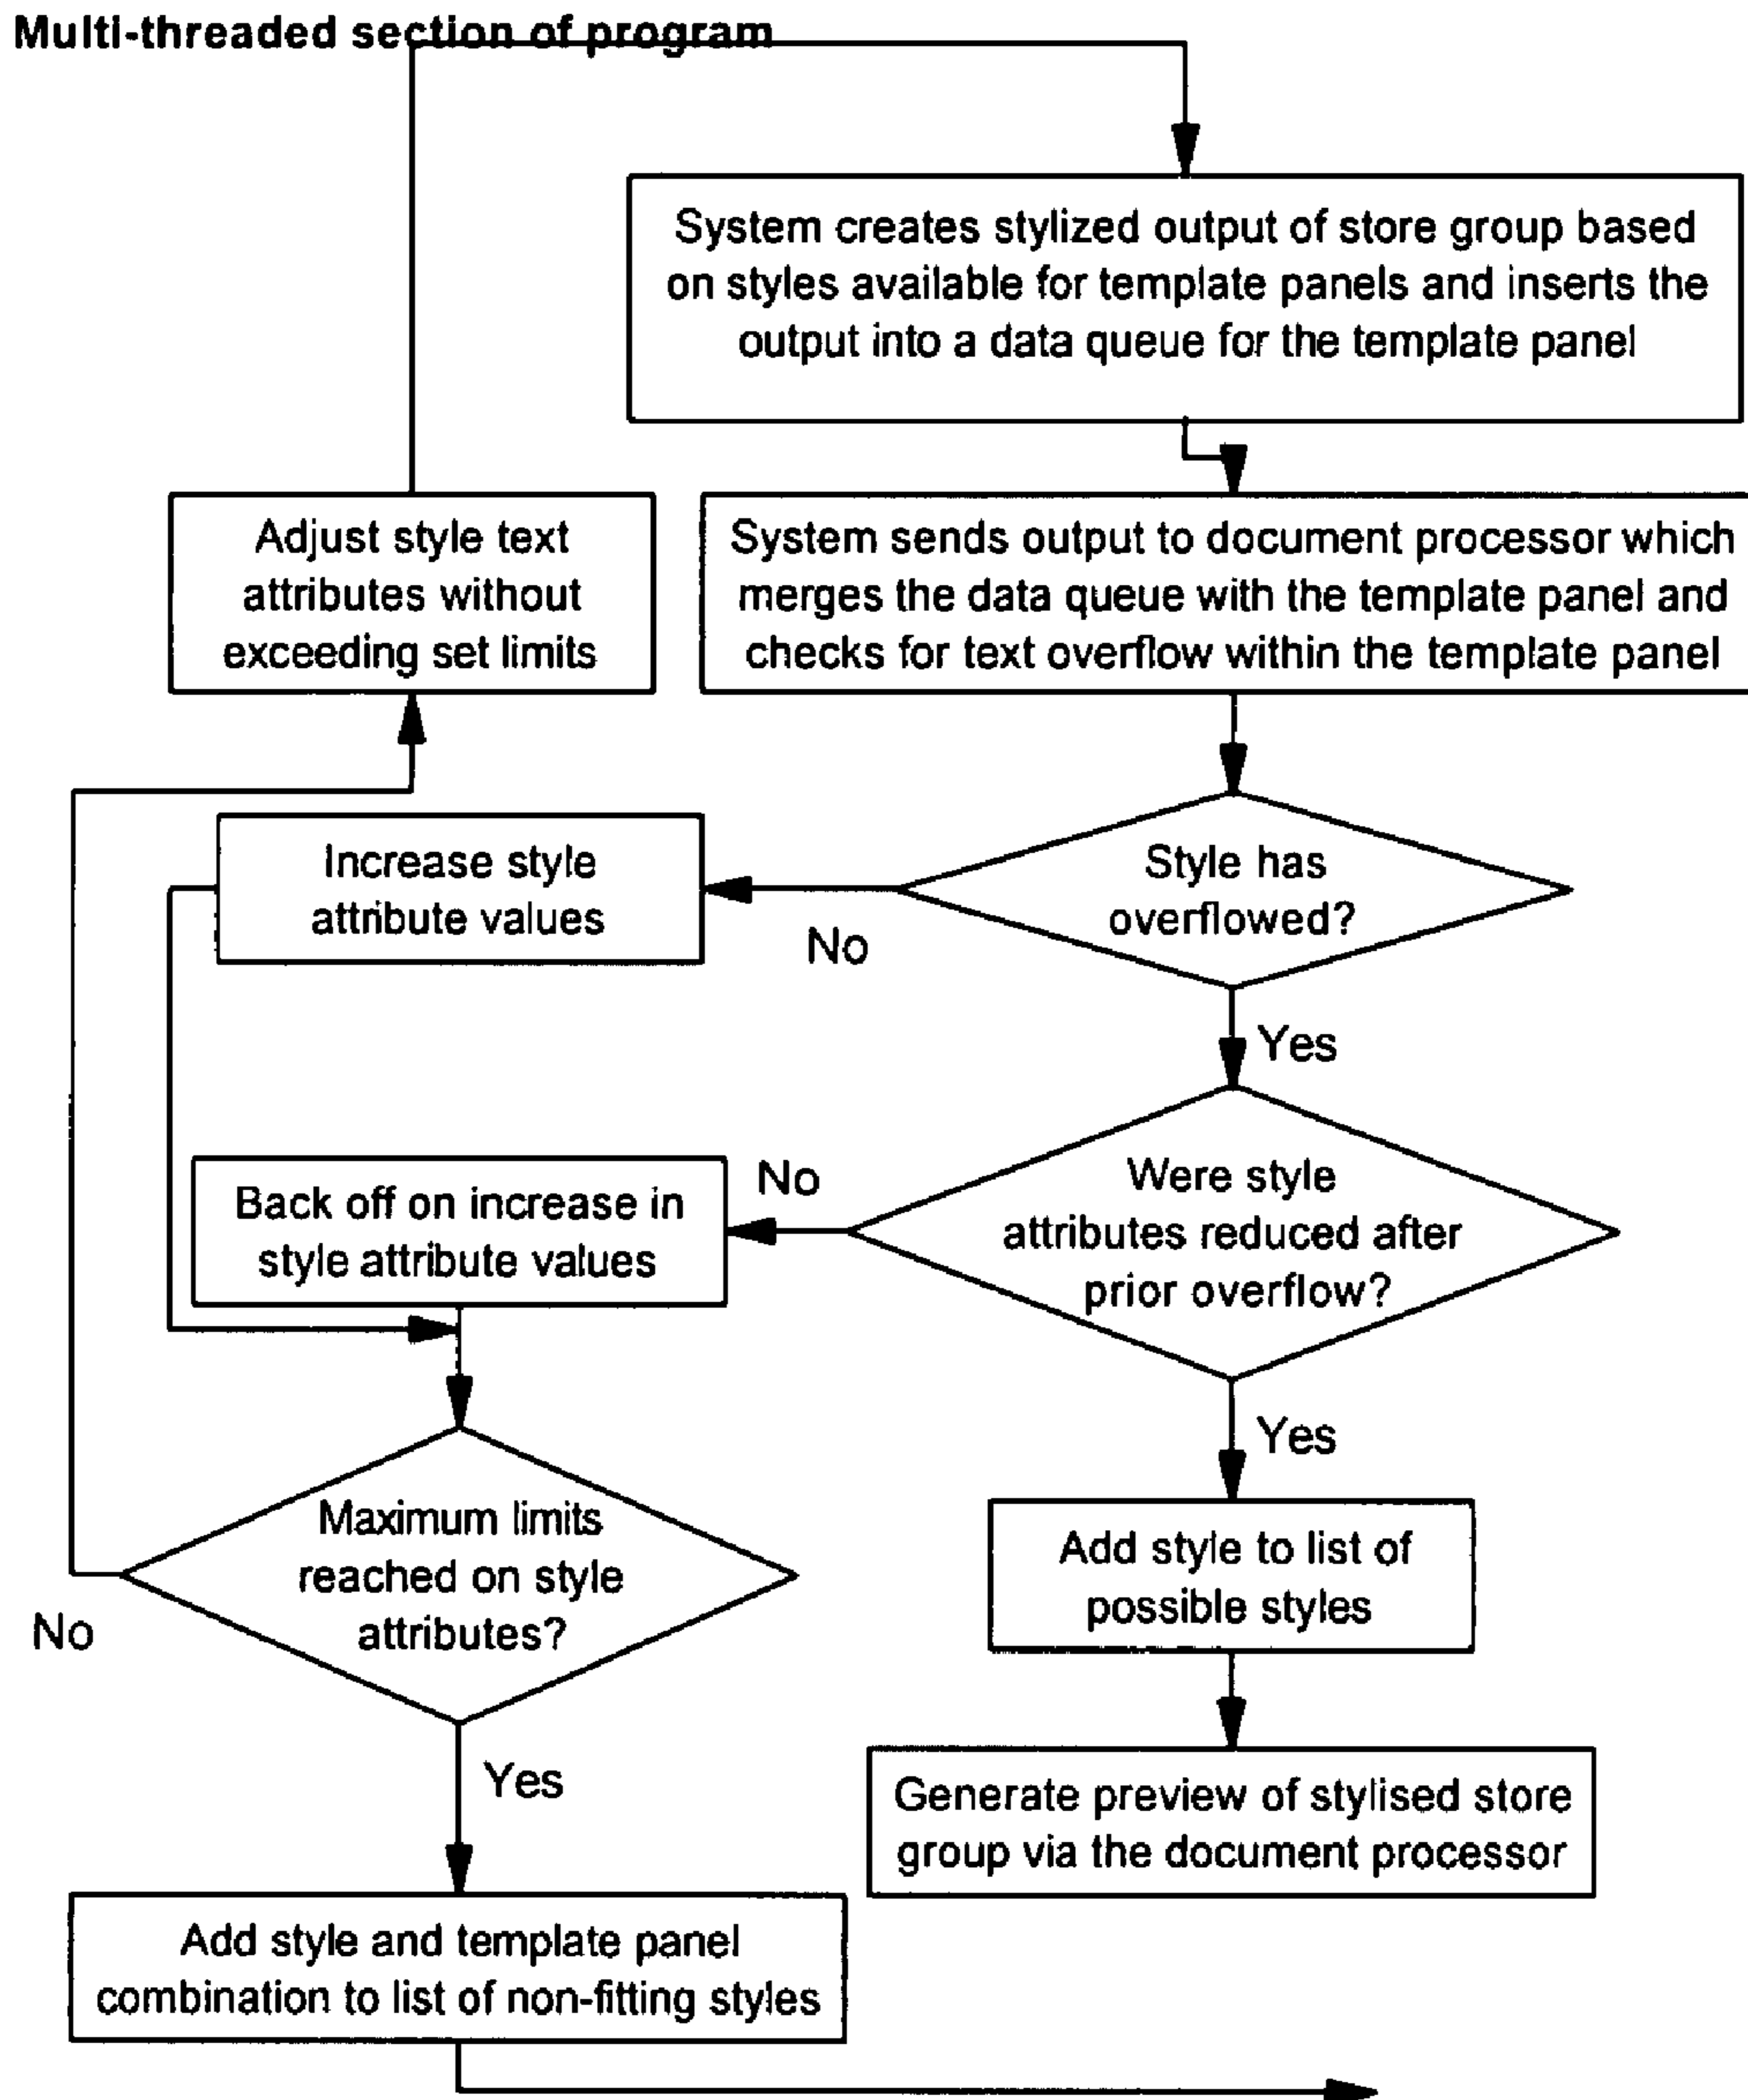 Multi-threaded section of program
System creates stylized output of store group based
on styles available for template panels and inserts the
output into a data queue for the template panel
Adjust style text
attributes without
exceeding set limits
System sends output to document processor which
merges the data queue with the template panel and
checks for text overflow within the template panel
Increase style
attribute values
No
Style has
overflowed?
Yes
Back off on increase in
style attribute values
No
Were style
attributes reduced after
prior overflow?
Yes
Maximum limits
reached on style
attributes?
No
Yes
Add style to list of
possible styles
Generate preview of stylised store
group via the document processor
Add style and template panel
combination to list of non-fitting styles